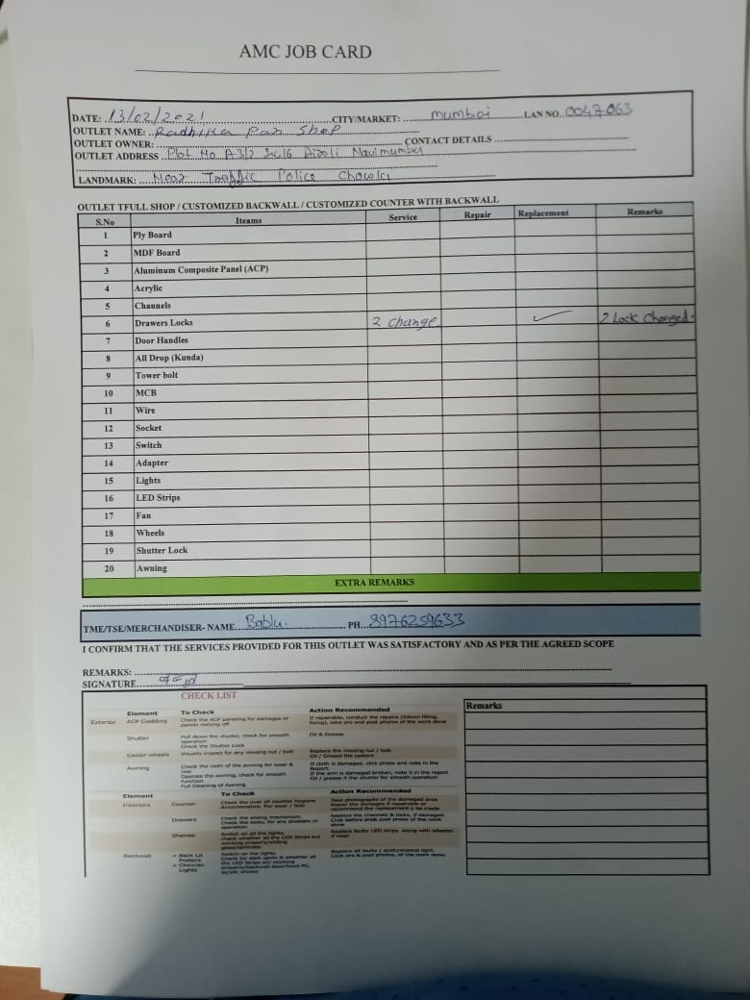 AMC JOB CARD
DATE: 13/02/2021 CITY/MARKET: Mumbai LAN NO. 0047063
OUTLET NAME: Radhika Pan Shop
OUTLET OWNER: CONTACT DETAILS
OUTLET ADDRESS Plot No A3/2 Sec 16 Airoli Navimumbai
LANDMARK: Near Traffic Police Chowki
OUTLET TFULL SHOP / CUSTOMIZED BACKWALL / CUSTOMIZED COUNTER WITH BACKWALL
S.No Iteams Service Repair Replacement Remarks
1 Ply Board
2 MDF Board
3 Aluminum Composite Panel (ACP)
4 Acrylic
5 Channels
6 Drawers Locks 2 change ✓ 2 Lock Changed.
7 Door Handles
8 All Drop (Kunda)
9 Tower bolt
10 MCB
11 Wire
12 Socket
13 Switch
14 Adapter
15 Lights
16 LED Strips
17 Fan
18 Wheels
19 Shutter Lock
20 Awning
EXTRA REMARKS
TME/TSE/MERCHANDISER- NAME Bablu. PH. 8976259633
I CONFIRM THAT THE SERVICES PROVIDED FOR THIS OUTLET WAS SATISFACTORY AND AS PER THE AGREED SCOPE
REMARKS:
SIGNATURE
CHECK LIST
Element To Check Action Recommended
Exterior ACP Cladding Check the ACP paneling for damages or
panels coming off
If repairable, conduct the repairs (Silicon filling,
fixing), take pre and post photos of the work done
Shutter Pull down the shutter, check for smooth
operation
Check the Shutter Lock
Oil & Grease
Castor wheels Visually inspect for any missing nut / bolt
Replace the missing nut / bolt.
Oil / Grease the castors
Awning Check the cloth of the awning for wear &
tear
Operate the awning, check for smooth
function.
Full Cleaning of Awning.
If cloth is damaged, click photo and note in the
Report.
If the arm is damaged broken, note it in the report
Oil / grease it the shutter for smooth operation
Element To Check Action Recommended
Interiors Counter Check the over all counter hygiene
&maintenance. For wear / tear
Take photographs of the damaged area
Repair the damages if repairable or
recommend the replacement to be made
Drawers Check the sliding mechanism.
Check the locks, for any problem in
operation
Replace the channels & locks, if damaged.
Click before pre& post photo of the work
done
Shelves Switch on all the lights,
check whether all the LED Strips are
working properly/sliding
glass/laminate
Replace faulty LED strips along with adapter,
if reqd.
Backwall Back Lit
Posters
Chevron
Lights
Switch on the lights.
Check for dark spots & whether all
the LED Strips are working
properly/backwall door/front PC,
acrylic sheets
Replace all faulty / disfunctional light.
Click pre & post photos, of the work done.
Remarks